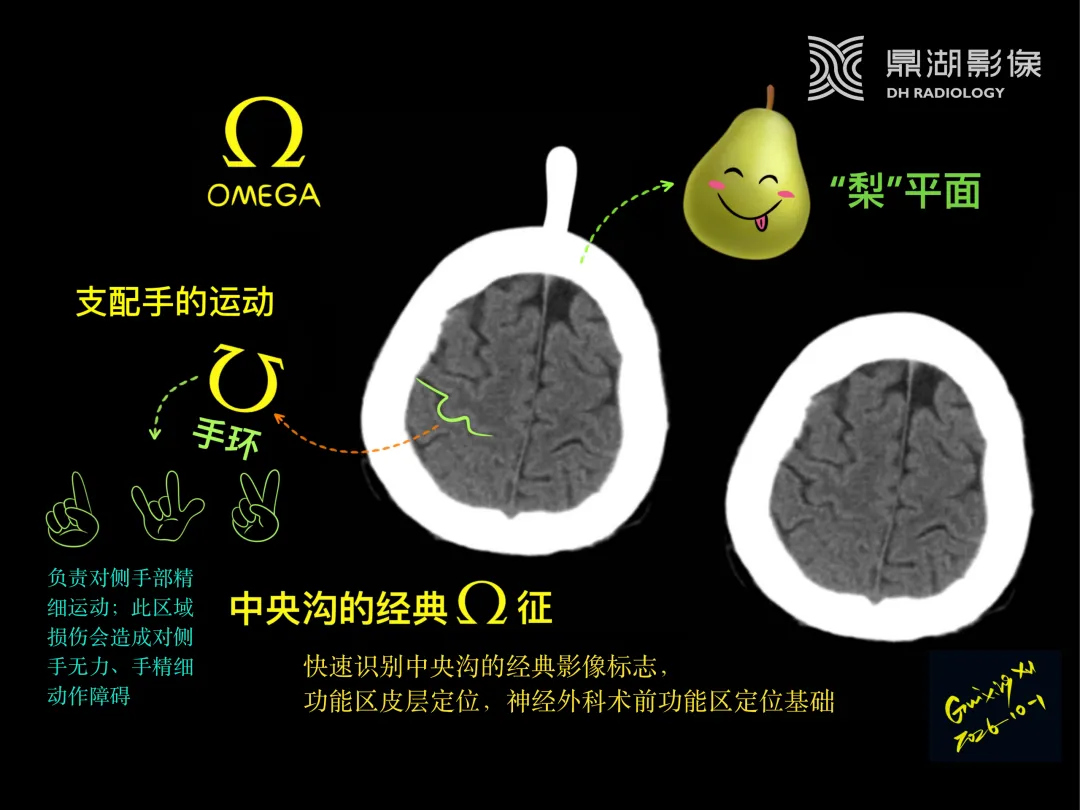 鼎湖影像
DH RADIOLOGY
Ω
OMEGA
“梨”平面
支配手的运动
Ω
手环
负责对侧手部精
细运动；此区域
损伤会造成对侧
手无力、手精细
动作障碍
中央沟的经典Ω征
快速识别中央沟的经典影像标志，
功能区皮层定位，神经外科术前功能区定位基础
2026-10-1